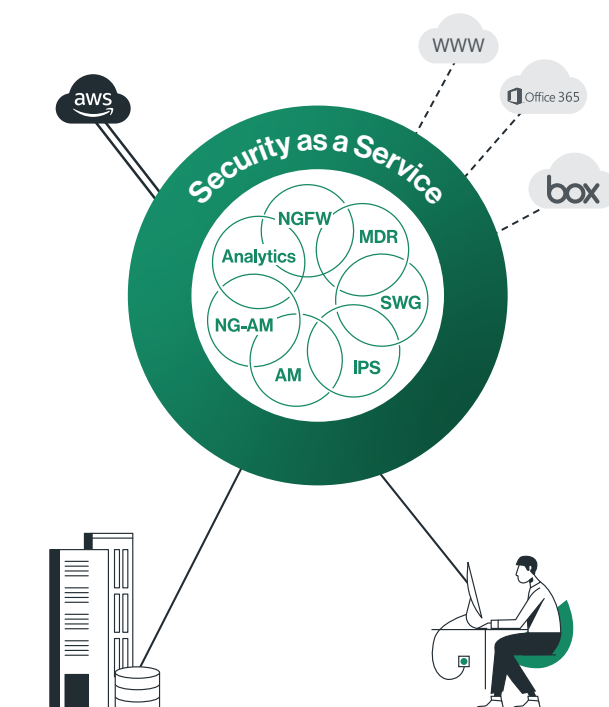 WWW
aws
Office 365
box
Security as a Service
NGFW
MDR
Analytics
SWG
NG-AM
IPS
AM